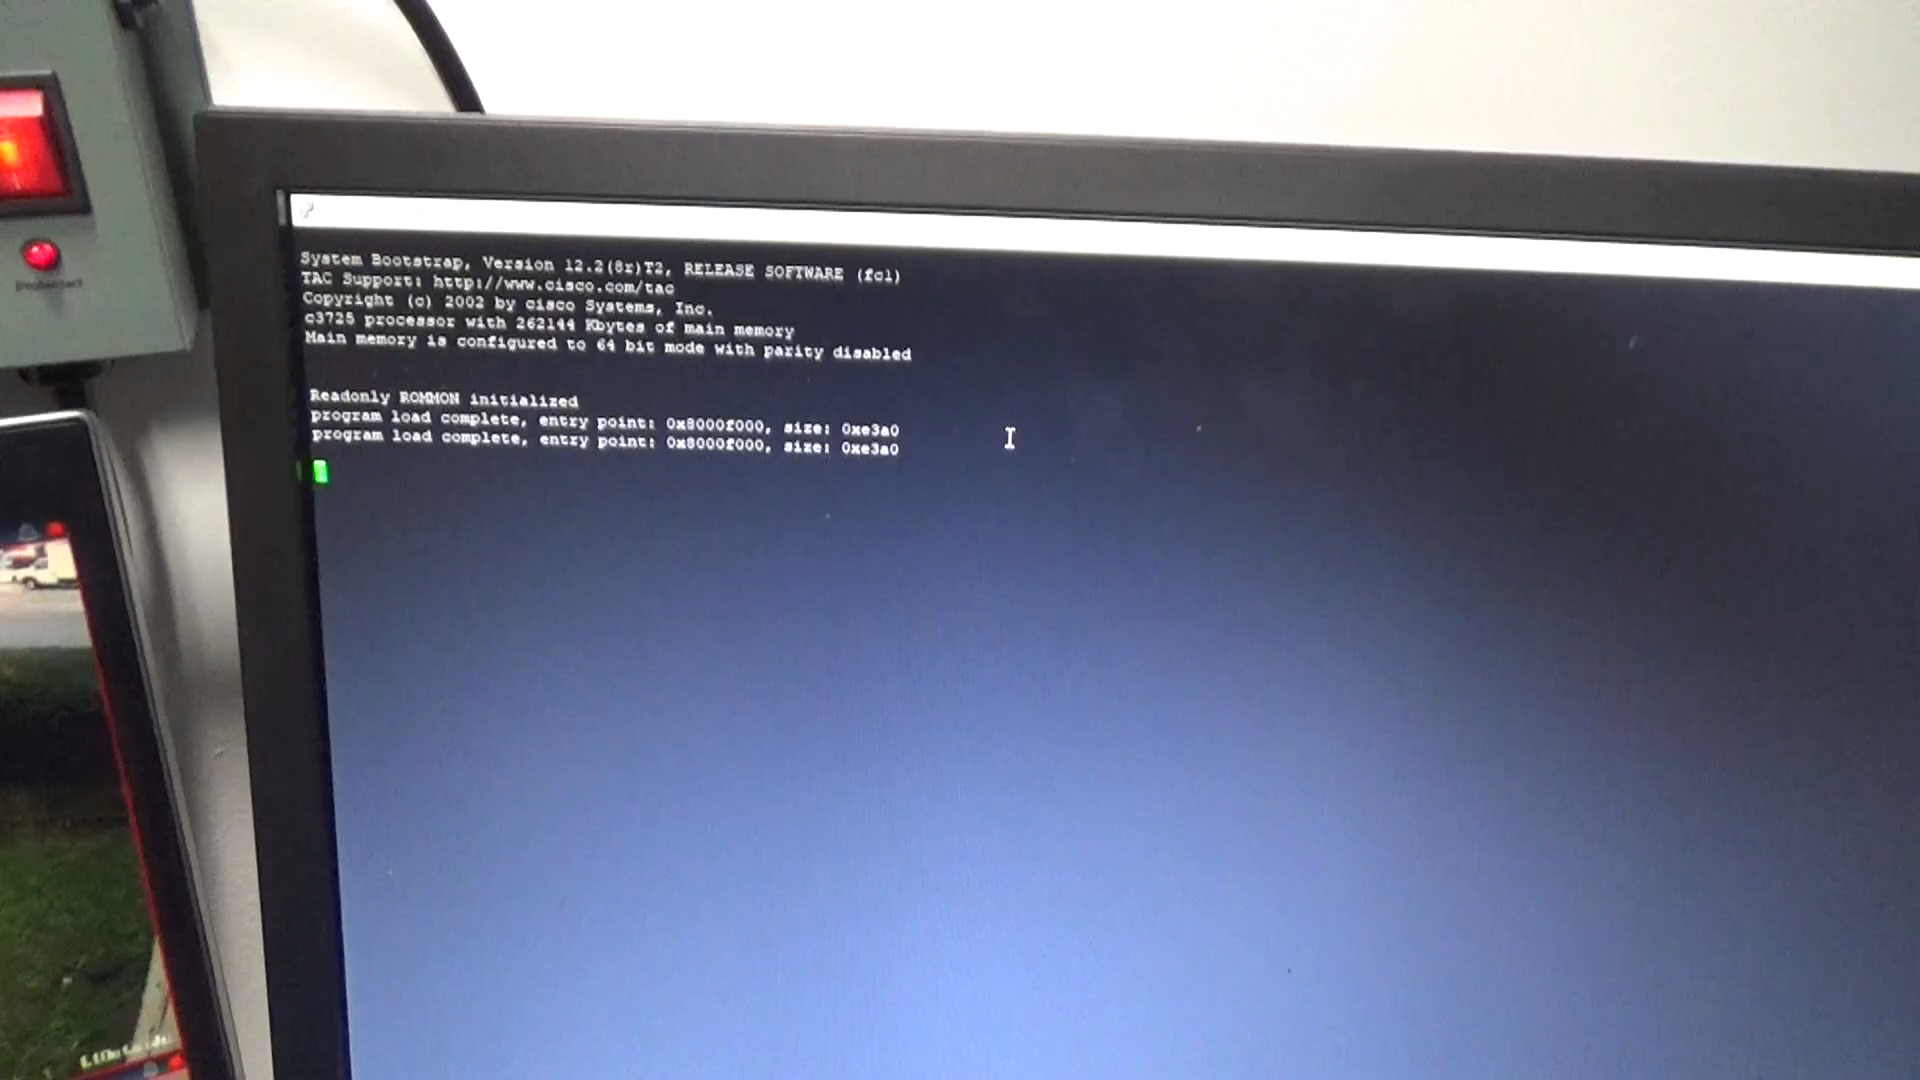 System Bootstrap, Version 12.2(8r)T2, RELEASE SOFTWARE (fc1)
TAC Support: http://www.cisco.com/tac
Copyright (c) 2002 by cisco Systems, Inc.
c3725 processor with 262144 Kbytes of main memory
Main memory is configured to 64 bit mode with parity disabled
Readonly ROMMON initialized
program load complete, entry point: 0x8000f000, size: 0xe3a0
program load complete, entry point: 0x8000f000, size: 0xe3a0